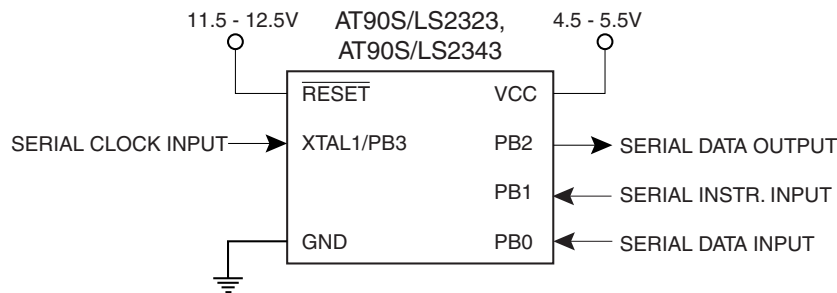 11.5 - 12.5V
AT90S/LS2323,
AT90S/LS2343
4.5 - 5.5V
RESET
VCC
SERIAL CLOCK INPUT
XTAL1/PB3
PB2
SERIAL DATA OUTPUT
PB1
SERIAL INSTR. INPUT
GND
PB0
SERIAL DATA INPUT